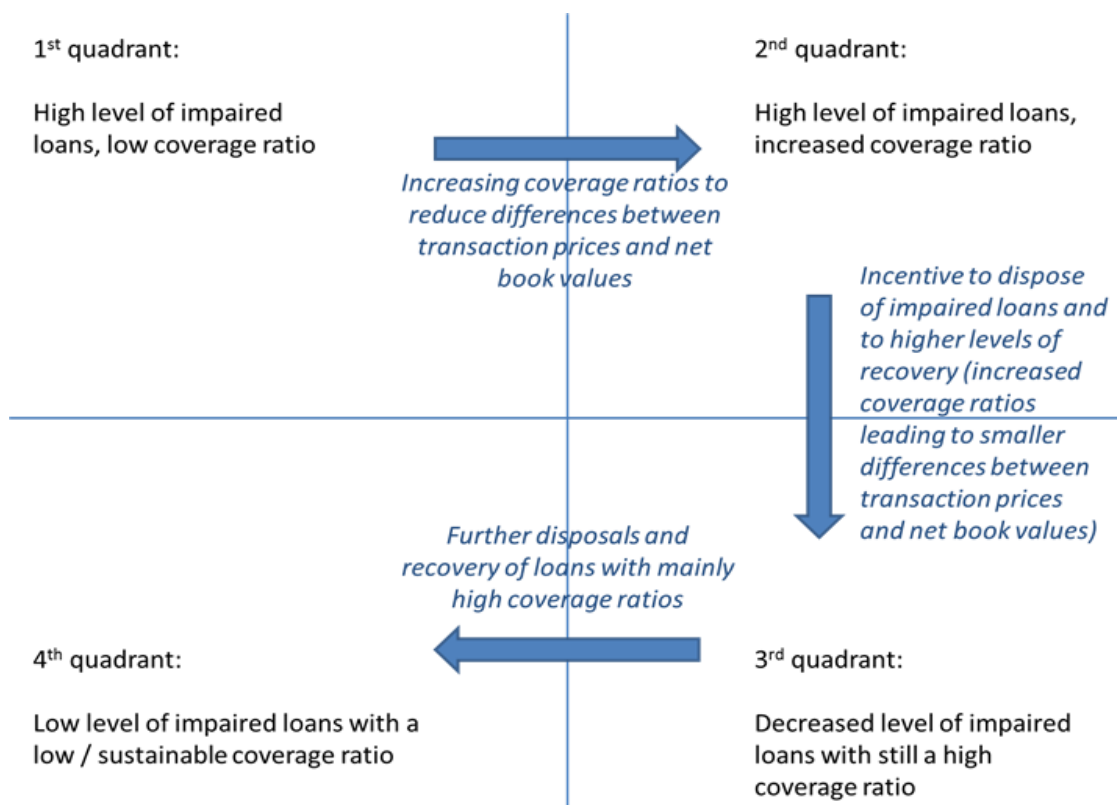 1st quadrant:
High level of impaired
loans, low coverage ratio
2nd quadrant:
High level of impaired loans,
increased coverage ratio
Increasing coverage ratios to
reduce differences between
transaction prices and net
book values
Incentive to dispose
of impaired loans and
to higher levels of
recovery (increased
coverage ratios
leading to smaller
differences between
transaction prices
and net book values)
Further disposals and
recovery of loans with mainly
high coverage ratios
4th quadrant:
Low level of impaired loans with a
low / sustainable coverage ratio
3rd quadrant:
Decreased level of impaired
loans with still a high
coverage ratio